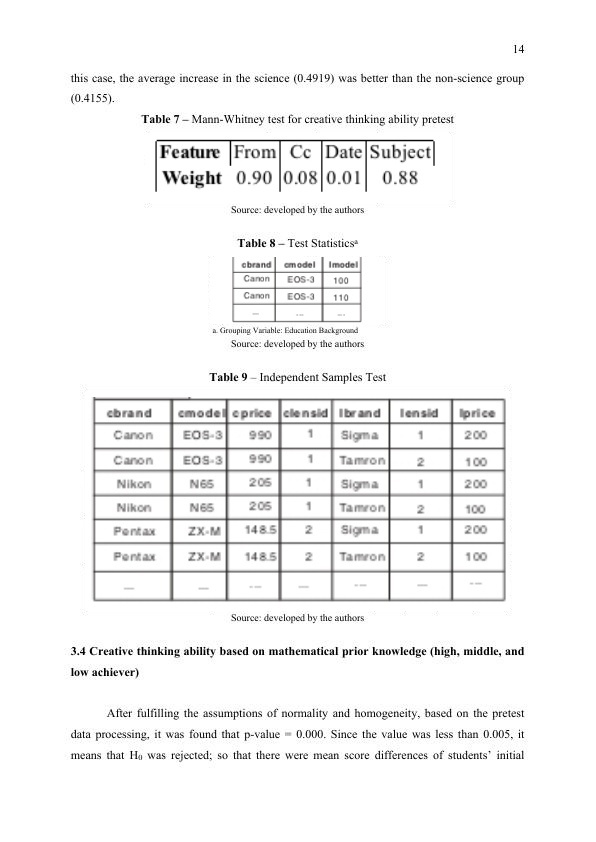 14
this case, the average increase in the science (0.4919) was better than the non-science group
(0.4155).
Table 7 – Mann-Whitney test for creative thinking ability pretest
Feature From Cc Date Subject
Weight 0.90 0.08 0.01 0.88
Source: developed by the authors
Table 8 – Test Statisticsᵃ
cbrand cmodel lmodel
Canon EOS-3 100
Canon EOS-3 110
... ... ...
a. Grouping Variable: Education Background
Source: developed by the authors
Table 9 – Independent Samples Test
cbrand cmodel cprice clensid lbrand lensid lprice
Canon EOS-3 990 1 Sigma 1 200
Canon EOS-3 990 1 Tamron 2 100
Nikon N65 205 1 Sigma 1 200
Nikon N65 205 1 Tamron 2 100
Pentax ZX-M 148.5 2 Sigma 1 200
Pentax ZX-M 148.5 2 Tamron 2 100
... ... ... ... ... ... ...
Source: developed by the authors
3.4 Creative thinking ability based on mathematical prior knowledge (high, middle, and
low achiever)
After fulfilling the assumptions of normality and homogeneity, based on the pretest
data processing, it was found that p-value = 0.000. Since the value was less than 0.005, it
means that H₀ was rejected; so that there were mean score differences of students’ initial